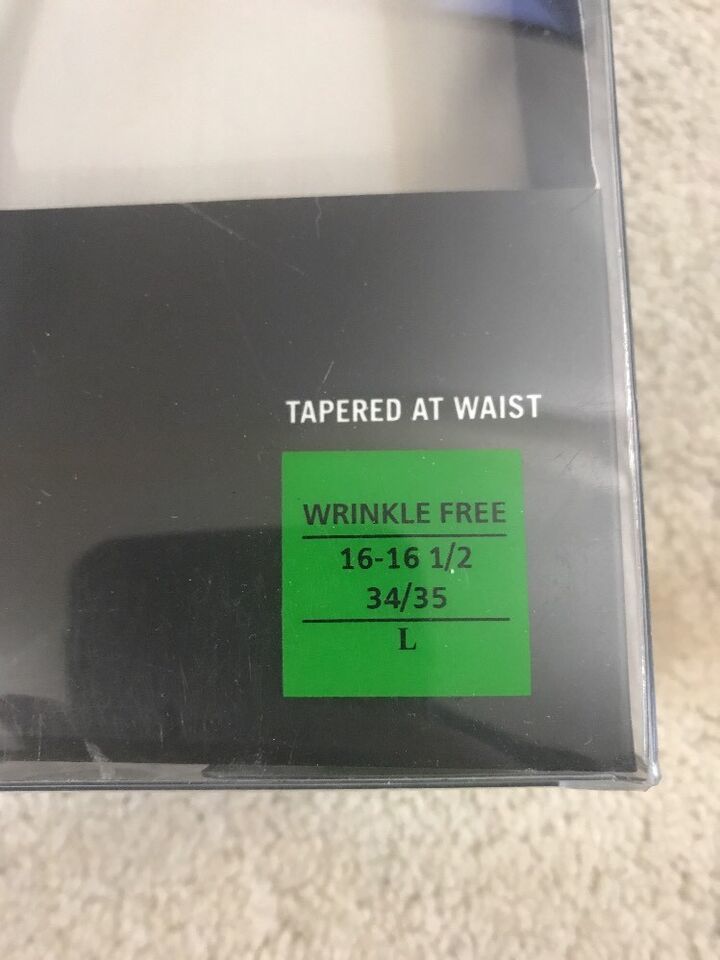 TAPERED AT WAIST
WRINKLE FREE
16-16 1/2
34/35
L